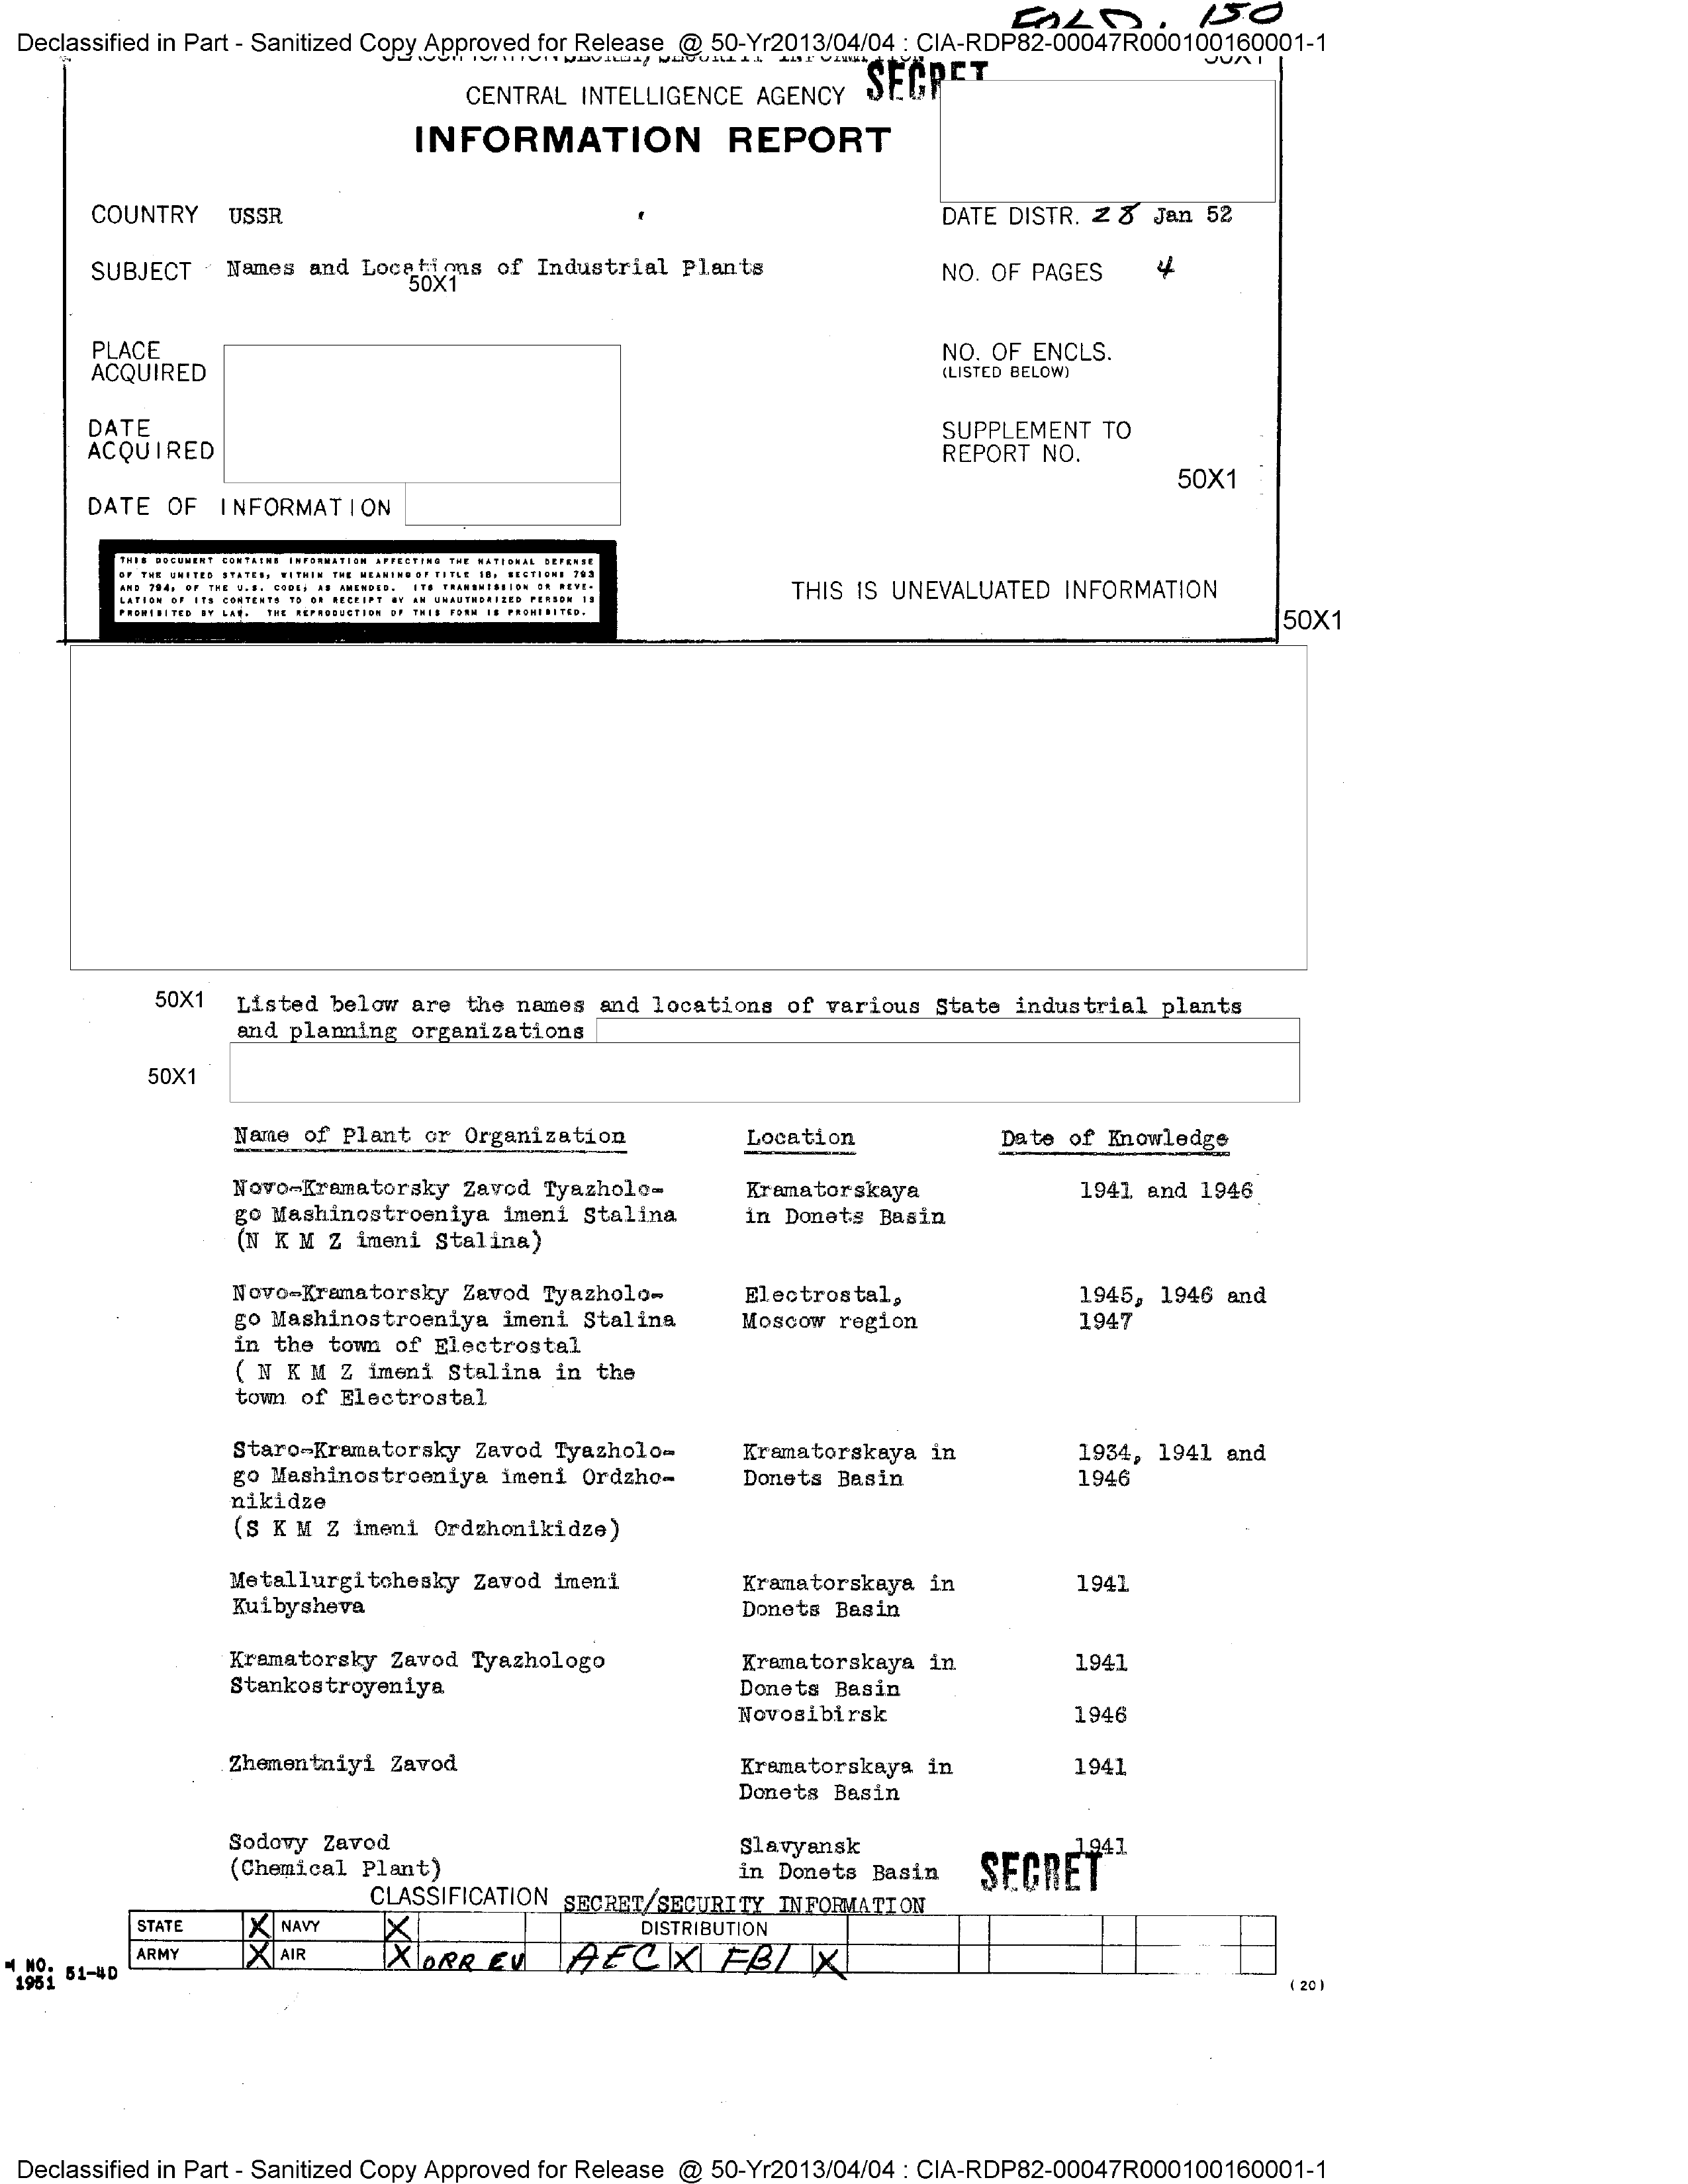 150
Declassified in Part - Sanitized Copy Approved for Release @ 50-Yr2013/04/04 : CIA-RDP82-00047R000100160001-1
SECRET
CENTRAL INTELLIGENCE AGENCY
INFORMATION REPORT
COUNTRY USSR
DATE DISTR. 28 Jan 52
SUBJECT Names and Locations of Industrial Plants
50X1
NO. OF PAGES 4
PLACE
ACQUIRED
NO. OF ENCLS.
(LISTED BELOW)
DATE
ACQUIRED
SUPPLEMENT TO
REPORT NO.
50X1
DATE OF INFORMATION
THIS DOCUMENT CONTAINS INFORMATION AFFECTING THE NATIONAL DEFENSE
OF THE UNITED STATES, WITHIN THE MEANING OF TITLE 18, SECTIONS 793
AND 794, OF THE U.S. CODE, AS AMENDED. ITS TRANSMISSION OR REVE-
LATION OF ITS CONTENTS TO OR RECEIPT BY AN UNAUTHORIZED PERSON IS
PROHIBITED BY LAW. THE REPRODUCTION OF THIS FORM IS PROHIBITED.
THIS IS UNEVALUATED INFORMATION
50X1
50X1 Listed below are the names and locations of various State industrial plants
and planning organizations
50X1
Name of Plant or Organization Location Date of Knowledge
Novo-Kramatorsky Zavod Tyazholo- Kramatorskaya 1941 and 1946
go Mashinostroeniya imeni Stalina in Donets Basin
(N K M Z imeni Stalina)
Novo-Kramatorsky Zavod Tyazholo- Electrostal, 1945, 1946 and
go Mashinostroeniya imeni Stalina Moscow region 1947
in the town of Electrostal
( N K M Z imeni Stalina in the
town of Electrostal
Staro-Kramatorsky Zavod Tyazholo- Kramatorskaya in 1934, 1941 and
go Mashinostroeniya imeni Ordzho- Donets Basin 1946
nikidze
(S K M Z imeni Ordzhonikidze)
Metallurgitchesky Zavod imeni Kramatorskaya in 1941
Kuibysheva Donets Basin
Kramatorsky Zavod Tyazhologo Kramatorskaya in 1941
Stankostroyeniya Donets Basin
Novosibirsk 1946
Zhementniyi Zavod Kramatorskaya in 1941
Donets Basin
Sodovy Zavod Slavyansk 1941
(Chemical Plant) in Donets Basin
SECRET
CLASSIFICATION SECRET/SECURITY INFORMATION
STATE X NAVY X DISTRIBUTION
ARMY X AIR X ORR EV AEC X FBI X
NO. 51-4D
1951
(20)
Declassified in Part - Sanitized Copy Approved for Release @ 50-Yr2013/04/04 : CIA-RDP82-00047R000100160001-1